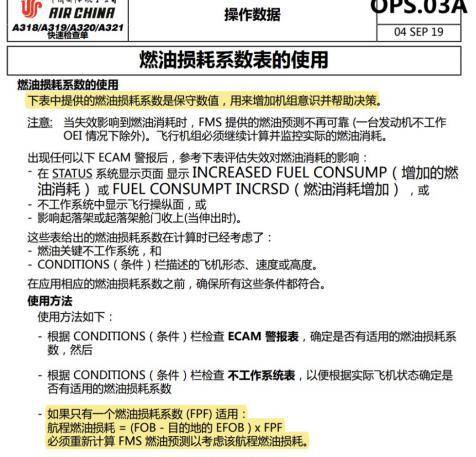 AIR CHINA
A318/A319/A320/A321
快速检查单
操作数据
OPS.03A
04 SEP 19
燃油损耗系数表的使用
燃油损耗系数的使用
下表中提供的燃油损耗系数是保守数值，用来增加机组意识并帮助决策。
注意: 当失效影响到燃油消耗时，FMS 提供的燃油预测不再可靠 (一台发动机不工作
OEI 情况下除外)。飞行机组必须继续计算并监控实际的燃油消耗。
出现任何以下 ECAM 警报后，参考下表评估失效对燃油消耗的影响：
- 在 STATUS 系统显示页面 显示 INCREASED FUEL CONSUMP（增加的燃
油消耗）或 FUEL CONSUMPT INCRSD（燃油消耗增加），或
- 不工作系统中显示飞行操纵面，或
- 影响起落架或起落架舱门收上(当伸出时)。
这些表给出的燃油损耗系数在计算时已经考虑了：
- 燃油关键不工作系统，和
- CONDITIONS（条件）栏描述的飞机形态、速度或高度。
在应用相应的燃油损耗系数之前，确保所有这些条件都符合。
使用方法
使用方法如下：
- 根据 CONDITIONS（条件）栏检查 ECAM 警报表，确定是否有适用的燃油损耗系
数，然后
- 根据 CONDITIONS（条件）栏检查 不工作系统表，以便根据实际飞机状态确定是
否有适用的燃油损耗系数
- 如果只有一个燃油损耗系数 (FPF) 适用：
航程燃油损耗 = (FOB - 目的地的 EFOB ) x FPF
必须重新计算 FMS 燃油预测以考虑该航程燃油损耗。